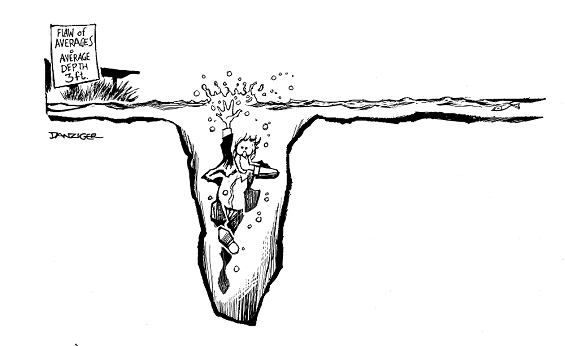 FLAW of
AVERAGES
AVERAGE
DEPTH
3 ft.
DANZIGER